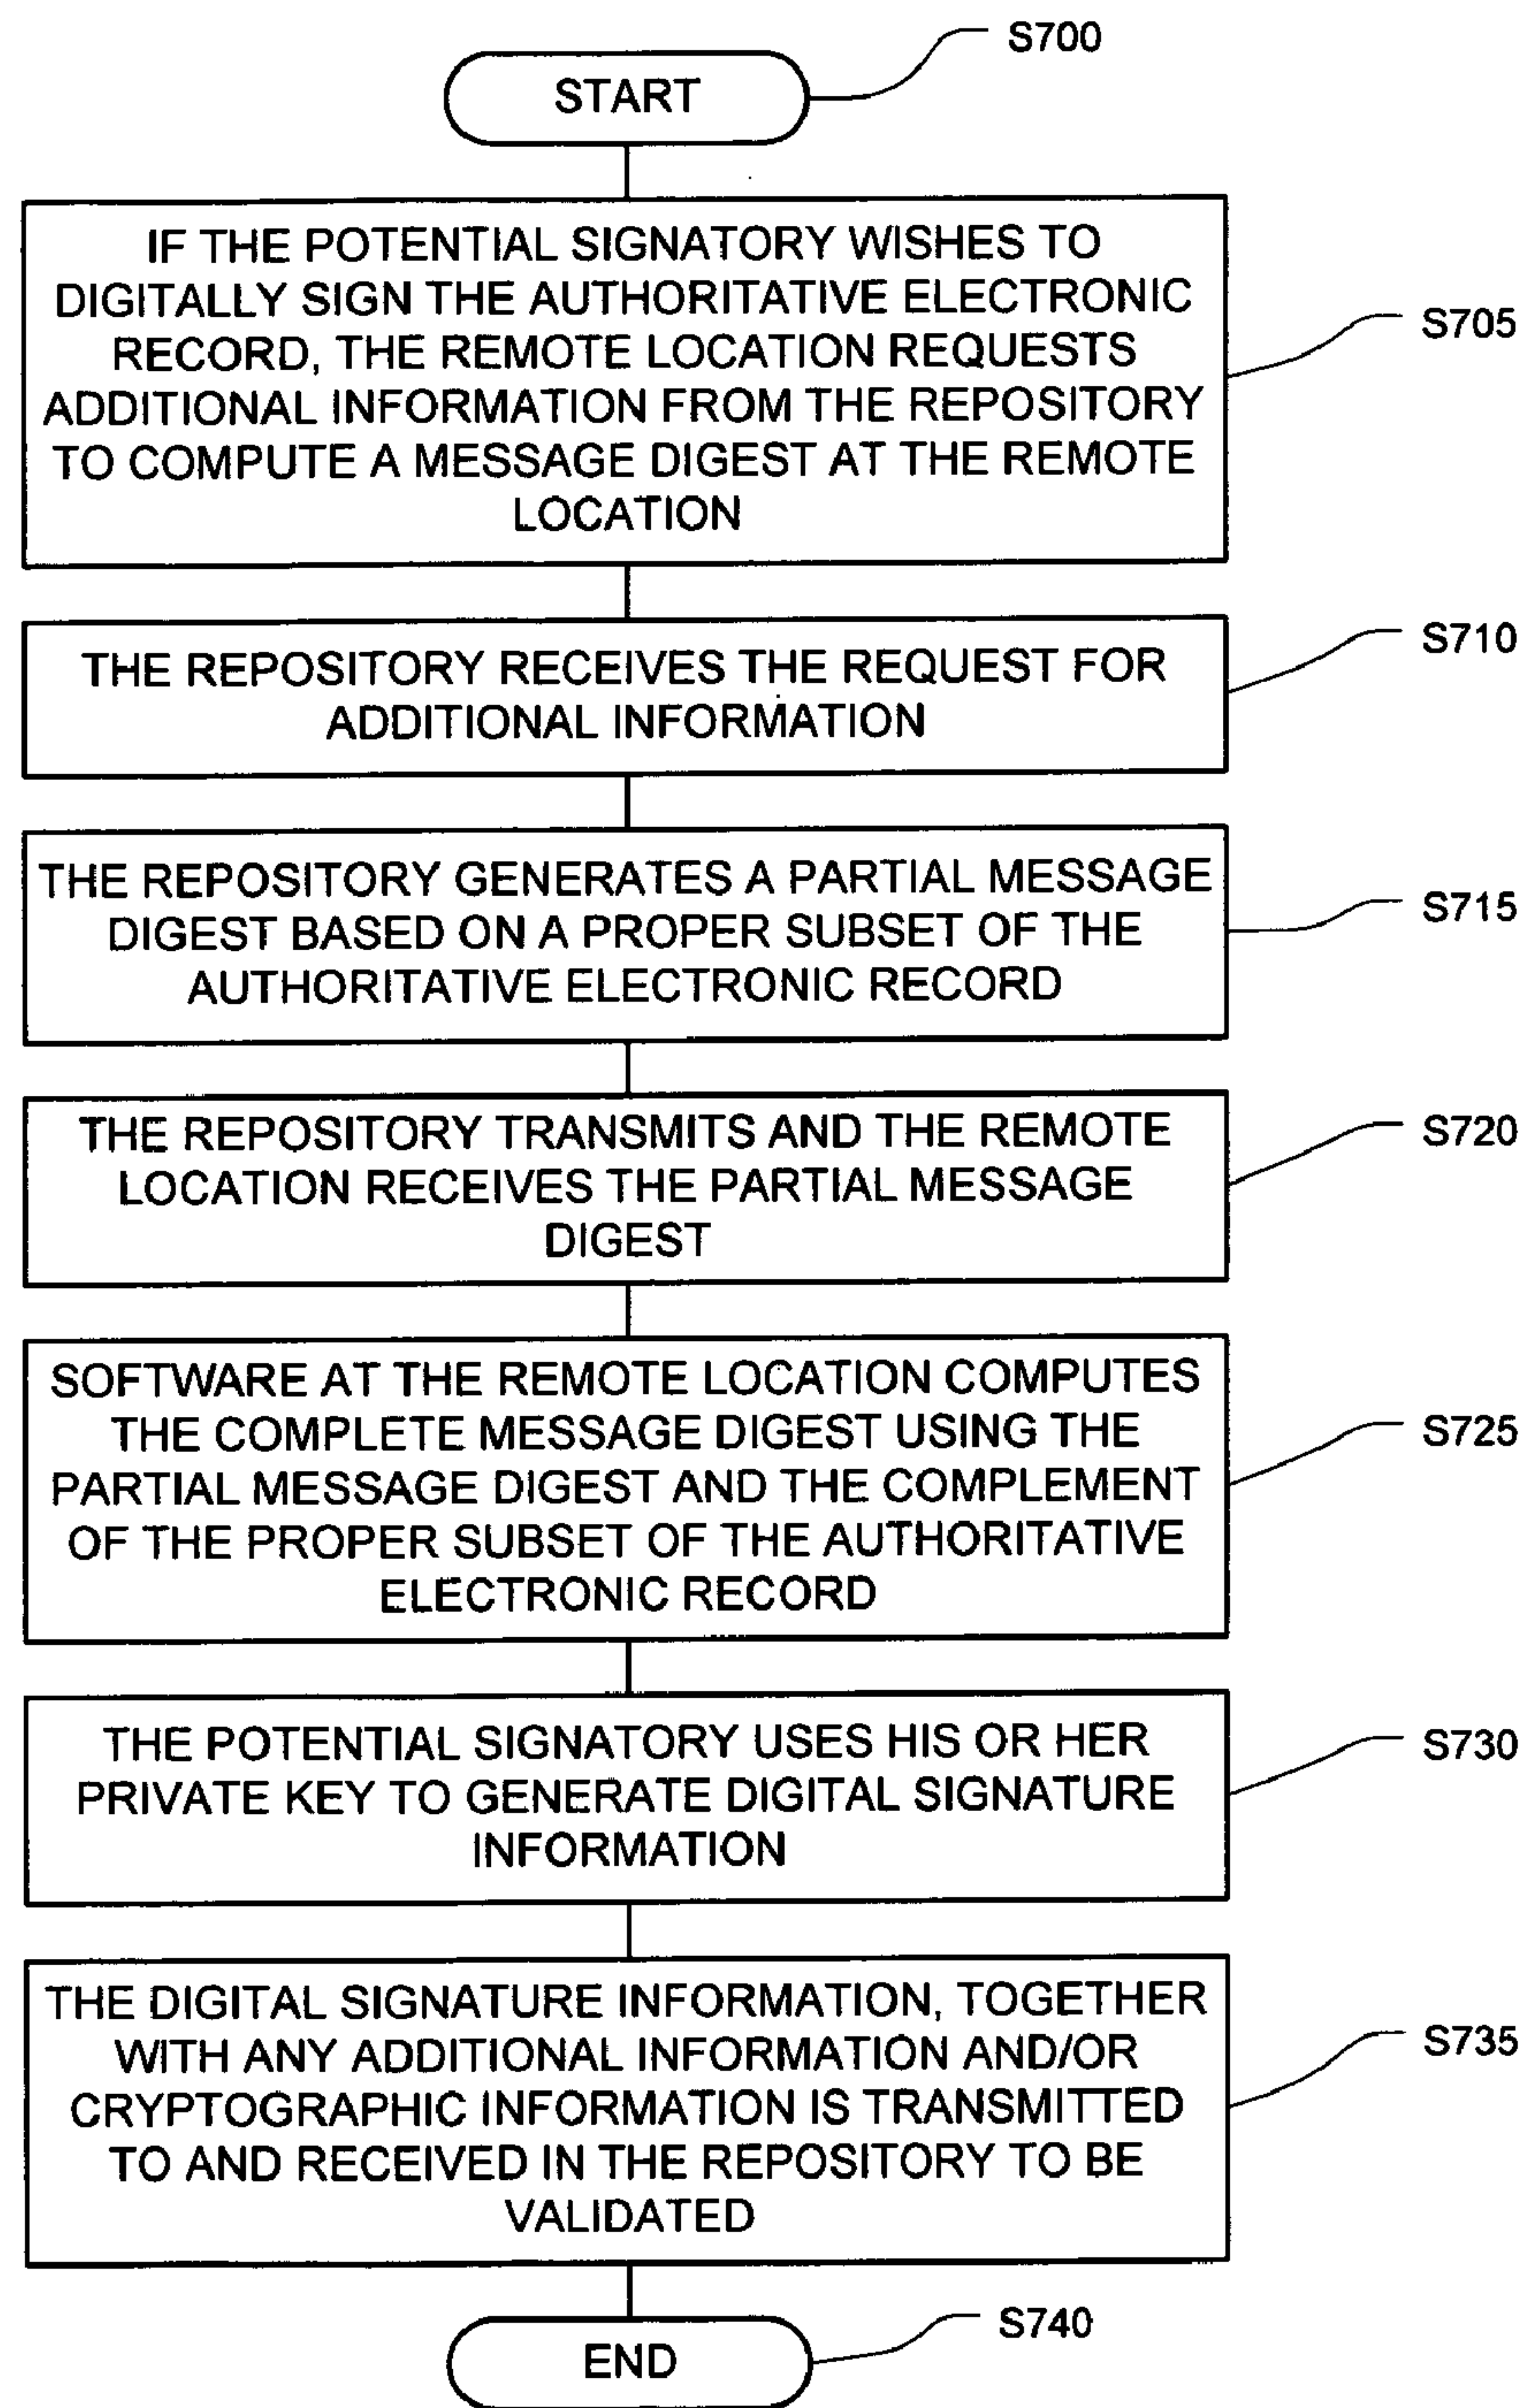 S700
START
IF THE POTENTIAL SIGNATORY WISHES TO
DIGITALLY SIGN THE AUTHORITATIVE ELECTRONIC
RECORD, THE REMOTE LOCATION REQUESTS
ADDITIONAL INFORMATION FROM THE REPOSITORY
TO COMPUTE A MESSAGE DIGEST AT THE REMOTE
LOCATION
S705
THE REPOSITORY RECEIVES THE REQUEST FOR
ADDITIONAL INFORMATION
S710
THE REPOSITORY GENERATES A PARTIAL MESSAGE
DIGEST BASED ON A PROPER SUBSET OF THE
AUTHORITATIVE ELECTRONIC RECORD
S715
THE REPOSITORY TRANSMITS AND THE REMOTE
LOCATION RECEIVES THE PARTIAL MESSAGE
DIGEST
S720
SOFTWARE AT THE REMOTE LOCATION COMPUTES
THE COMPLETE MESSAGE DIGEST USING THE
PARTIAL MESSAGE DIGEST AND THE COMPLEMENT
OF THE PROPER SUBSET OF THE AUTHORITATIVE
ELECTRONIC RECORD
S725
THE POTENTIAL SIGNATORY USES HIS OR HER
PRIVATE KEY TO GENERATE DIGITAL SIGNATURE
INFORMATION
S730
THE DIGITAL SIGNATURE INFORMATION, TOGETHER
WITH ANY ADDITIONAL INFORMATION AND/OR
CRYPTOGRAPHIC INFORMATION IS TRANSMITTED
TO AND RECEIVED IN THE REPOSITORY TO BE
VALIDATED
S735
END
S740